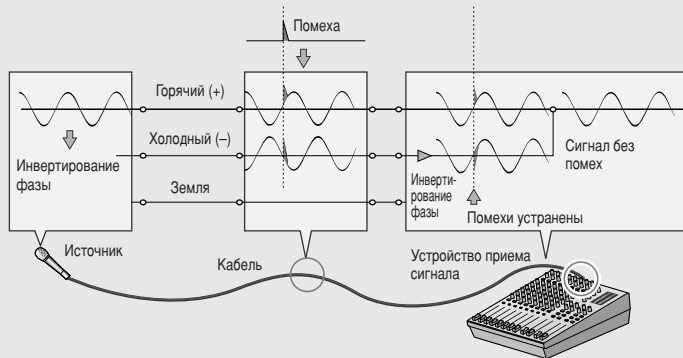 Помеха
Горячий (+)
Холодный (–)
Инвертирование
фазы
Земля
Инверти-
рование
фазы
Сигнал без
помех
Помехи устранены
Источник
Кабель
Устройство приема
сигнала